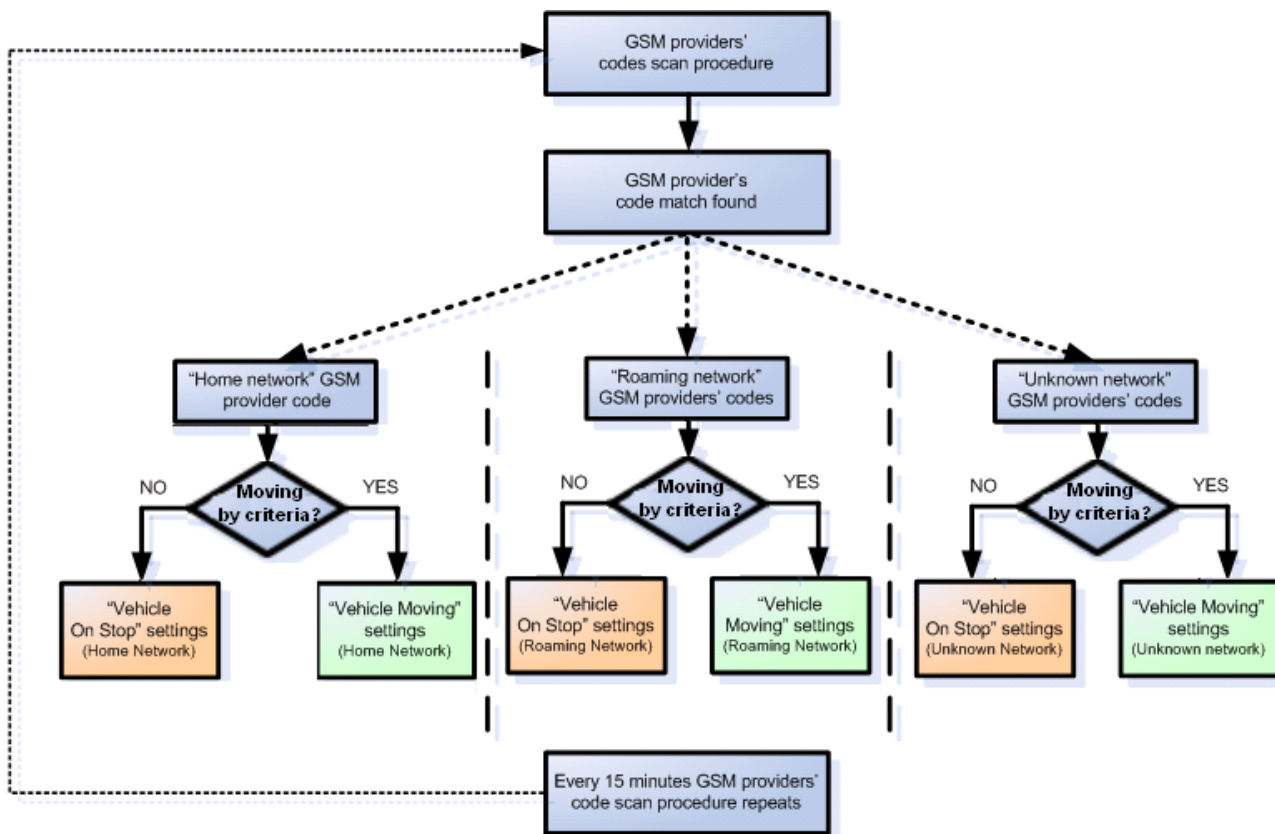 GSM providers'
codes scan procedure
GSM provider's
code match found
“Home network” GSM
provider code
“Roaming network”
GSM providers' codes
“Unknown network”
GSM providers' codes
NO
Moving
by criteria?
YES
NO
Moving
by criteria?
YES
NO
Moving
by criteria?
YES
“Vehicle
On Stop” settings
(Home Network)
“Vehicle Moving”
settings
(Home Network)
“Vehicle
On Stop” settings
(Roaming Network)
“Vehicle
Moving” settings
(Roaming Network)
“Vehicle
On Stop” settings
(Unknown Network)
“Vehicle Moving”
settings
(Unknown network)
Every 15 minutes GSM providers'
code scan procedure repeats